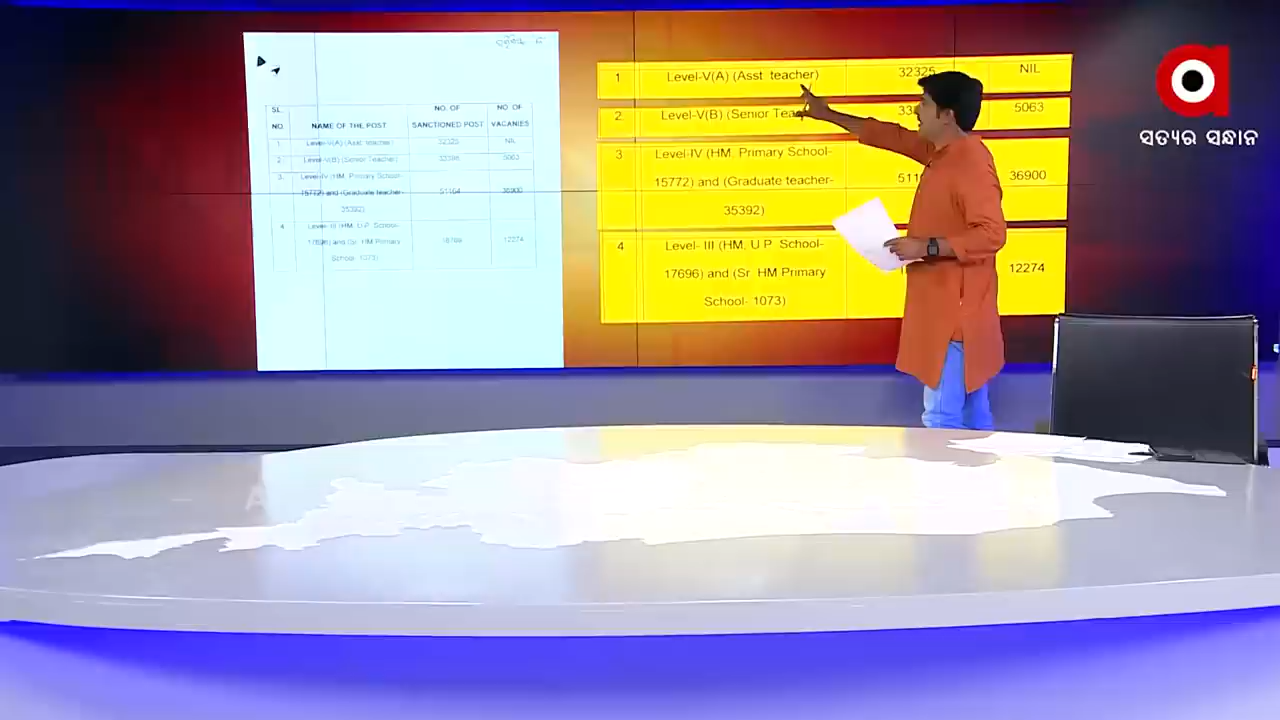 SL.
NO.
NAME OF THE POST
NO. OF
SANCTIONED POST
NO OF
VACANIES
1. Level-V(A) (Asst teacher) 32325 NIL
2. Level-V(B) (Senior Teacher) 5063
3. Level-IV (HM, Primary School-
15772) and (Graduate teacher- 51164 36900
35392)
4 Level- III (HM, U.P. School-
17696) and (Sr. HM Primary 18769 12274
School- 1073)
1 Level-V(A) (Asst teacher) 32325 NIL
2. Level-V(B) (Senior 5063
3 Level-IV (HM, Primary School-
15772) and (Graduate teacher- 36900
35392)
4 Level- III (HM, U.P School-
17696) and (Sr HM Primary 12274
School- 1073)
ସତ୍ୟର ସନ୍ଧାନ